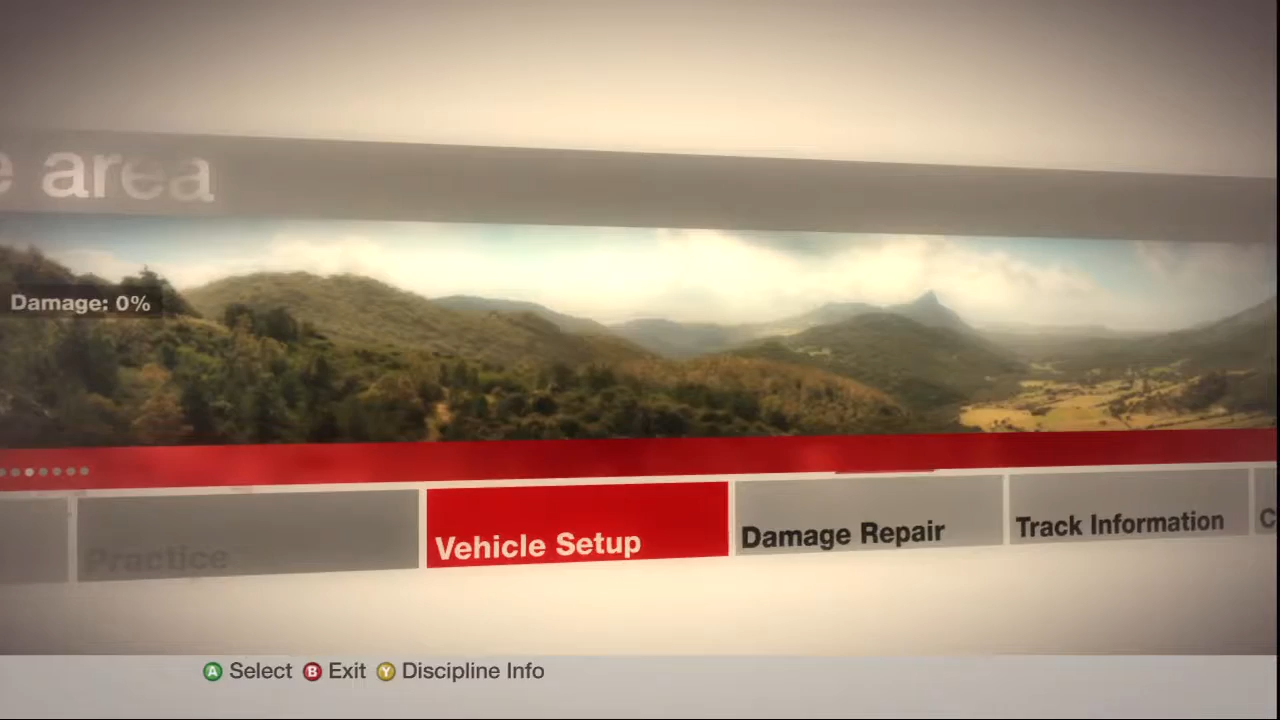 e area
Damage: 0%
Practice
Vehicle Setup
Damage Repair
Track Information
C
A Select B Exit Y Discipline Info